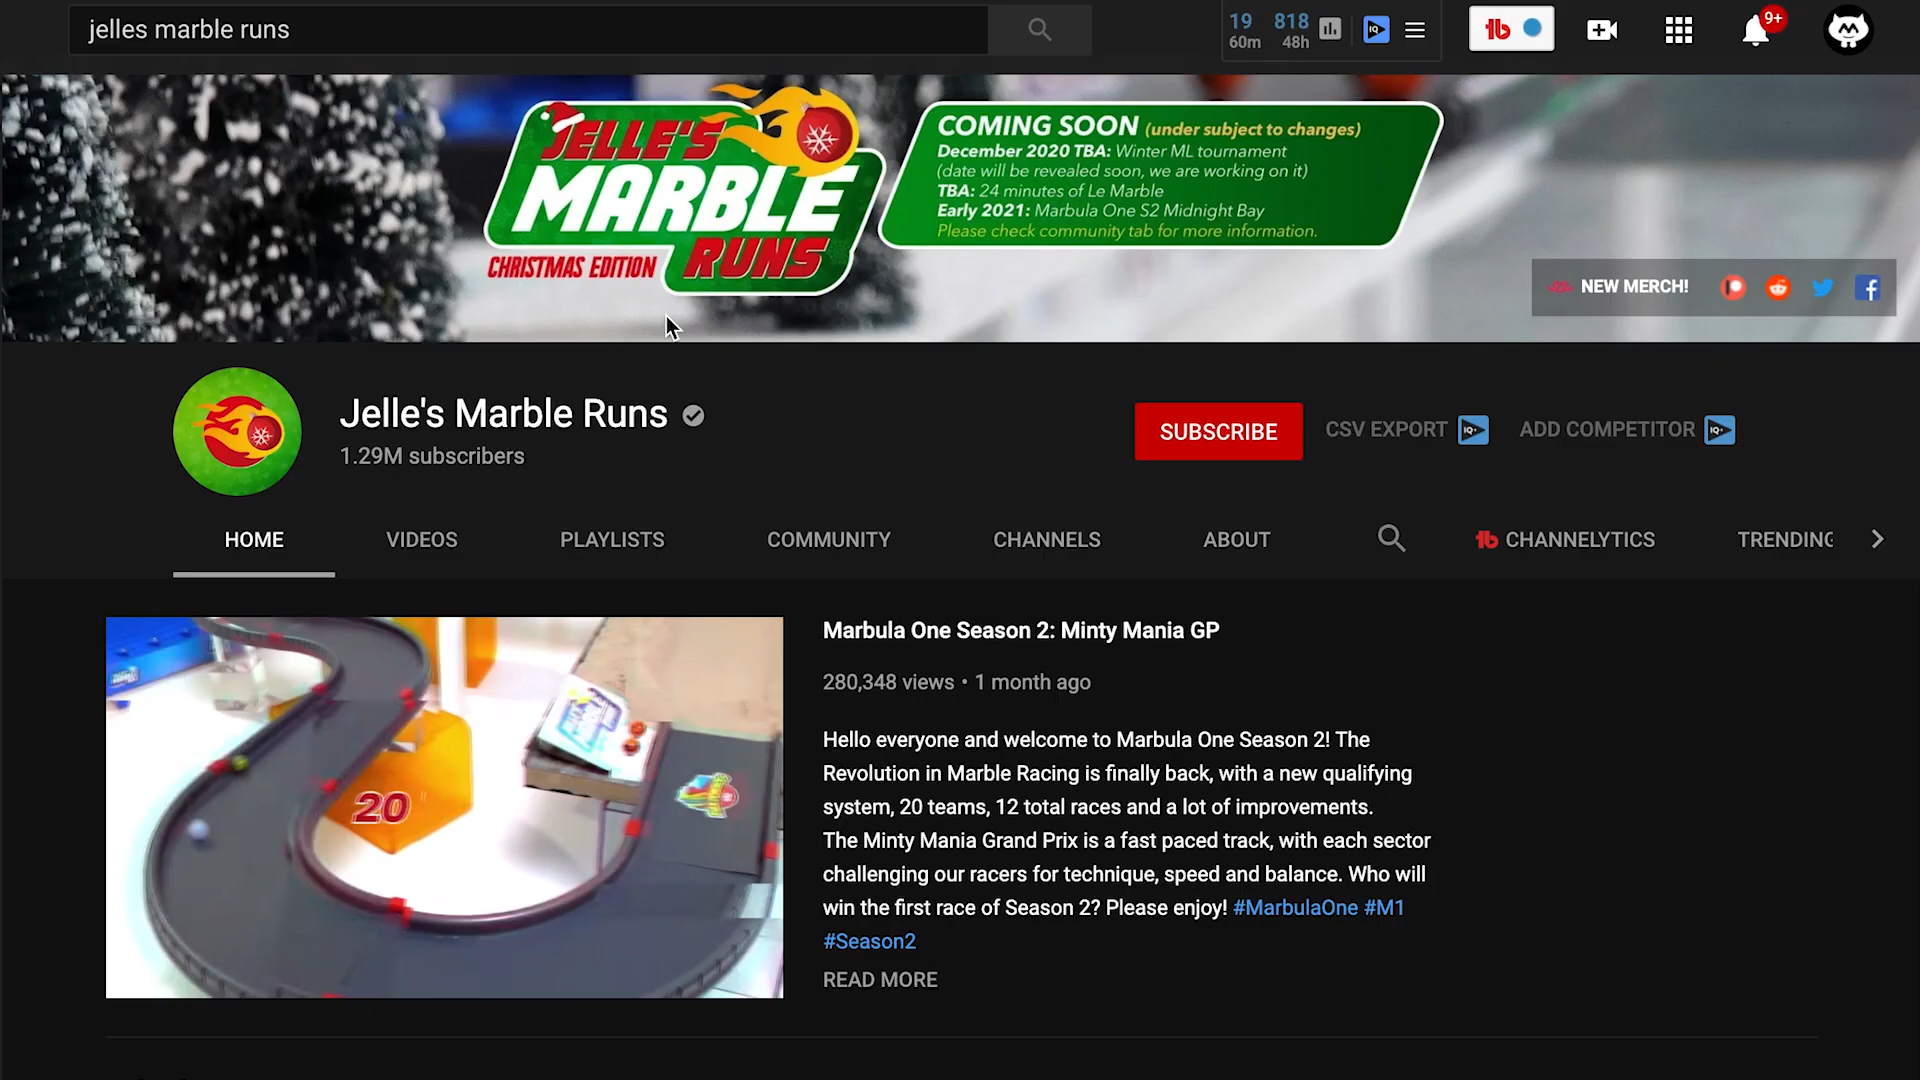 jelles marble runs
19 818
60m 48h
9+
JELLE'S
MARBLE
RUNS
CHRISTMAS EDITION
COMING SOON (under subject to changes)
December 2020 TBA: Winter ML tournament
(date will be revealed soon, we are working on it)
TBA: 24 minutes of Le Marble
Early 2021: Marbula One S2 Midnight Bay
Please check community tab for more information.
NEW MERCH!
Jelle's Marble Runs
1.29M subscribers
SUBSCRIBE
CSV EXPORT IQ
ADD COMPETITOR IQ
HOME VIDEOS PLAYLISTS COMMUNITY CHANNELS ABOUT CHANNELYTICS TRENDING
20
Marbula One Season 2: Minty Mania GP
280,348 views • 1 month ago
Hello everyone and welcome to Marbula One Season 2! The
Revolution in Marble Racing is finally back, with a new qualifying
system, 20 teams, 12 total races and a lot of improvements.
The Minty Mania Grand Prix is a fast paced track, with each sector
challenging our racers for technique, speed and balance. Who will
win the first race of Season 2? Please enjoy! #MarbulaOne #M1
#Season2
READ MORE